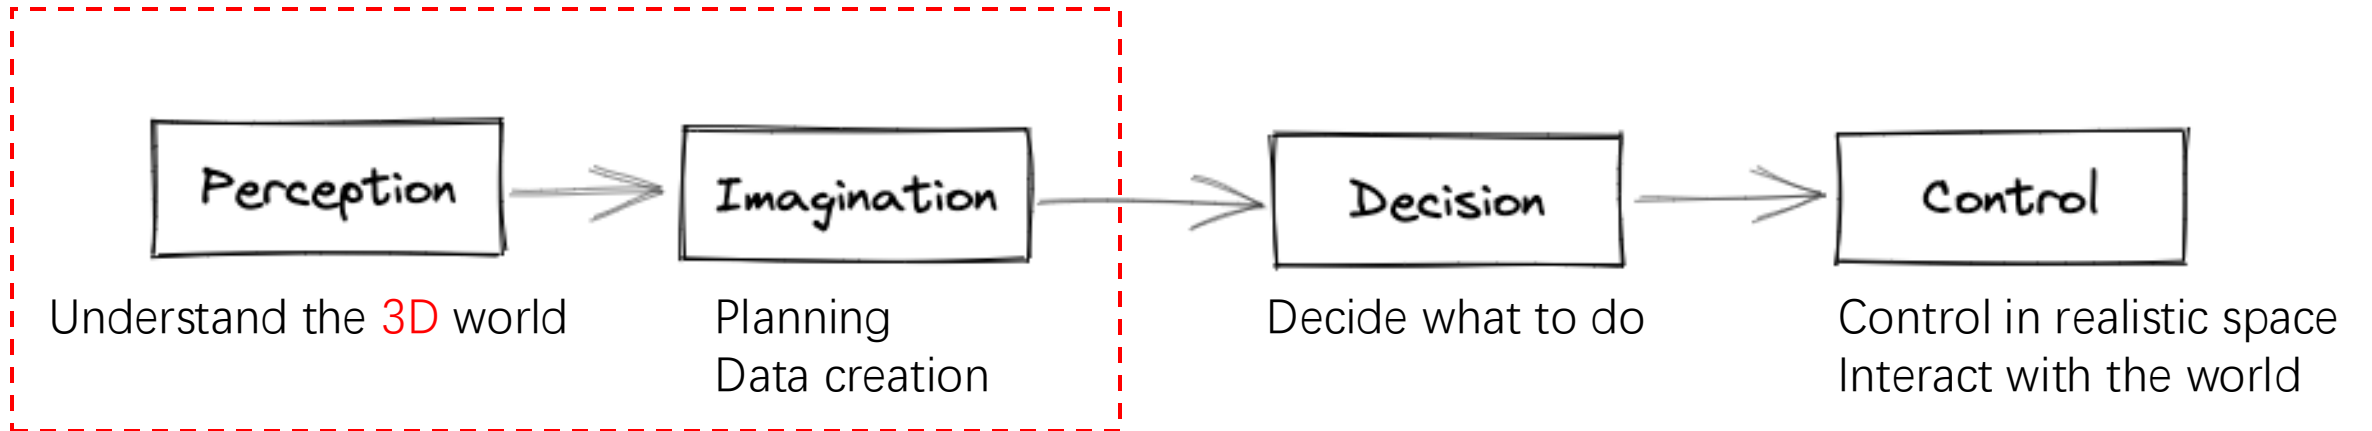 Perception
Imagination
Decision
Control
Understand the 3D world
Planning
Data creation
Decide what to do
Control in realistic space
Interact with the world